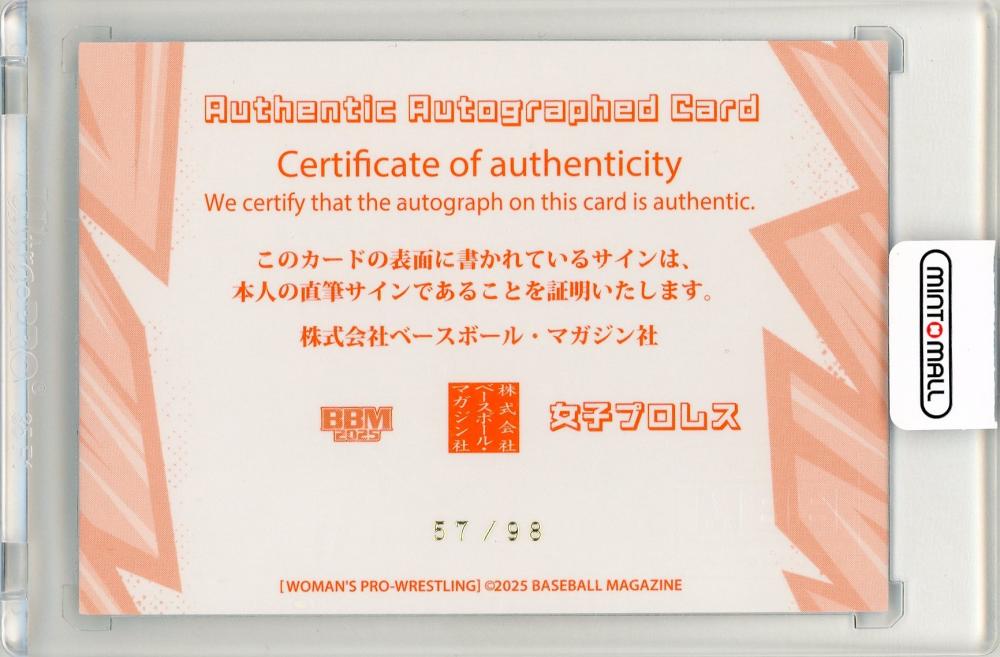 Authentic Autographed Card
Certificate of authenticity
We certify that the autograph on this card is authentic.
このカードの表面に書かれているサインは、
本人の直筆サインであることを証明いたします。
株式会社ベースボール・マガジン社
BBM
2025
株式会社
ベースボール・
マガジン社
女子プロレス
57/98
[WOMAN'S PRO-WRESTLING] ©2025 BASEBALL MAGAZINE
MINTOMALL